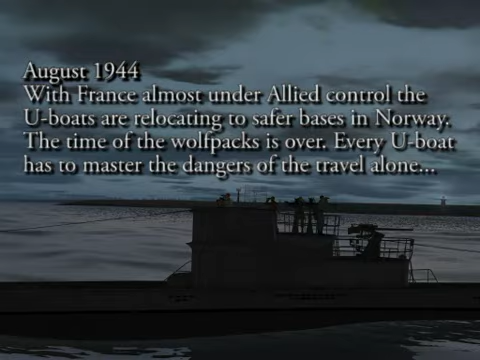 August 1944
With France almost under Allied control the
U-boats are relocating to safer bases in Norway.
The time of the wolfpacks is over. Every U-boat
has to master the dangers of the travel alone...